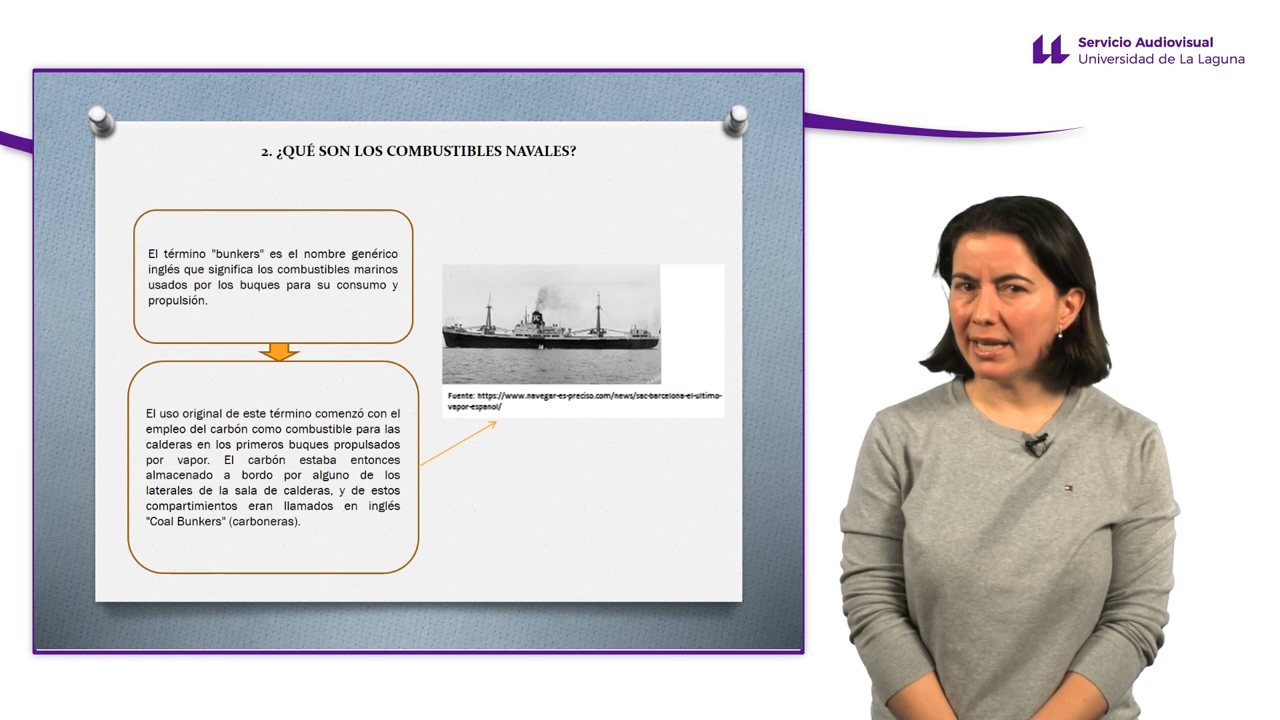 Servicio Audiovisual
Universidad de La Laguna
2. ¿QUÉ SON LOS COMBUSTIBLES NAVALES?
El término "bunkers" es el nombre genérico
inglés que significa los combustibles marinos
usados por los buques para su consumo y
propulsión.
El uso original de este término comenzó con el
empleo del carbón como combustible para las
calderas en los primeros buques propulsados
por vapor. El carbón estaba entonces
almacenado a bordo por alguno de los
laterales de la sala de calderas, y de estos
compartimientos eran llamados en inglés
"Coal Bunkers" (carboneras).
Fuente: https://www.navegar-es-preciso.com/news/sac-barcelona-el-ultimo-
vapor-espanol/